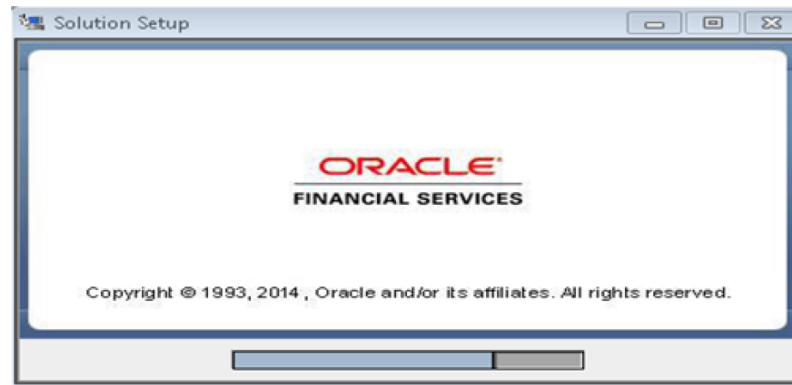 Solution Setup
ORACLE®
FINANCIAL SERVICES
Copyright © 1993, 2014 , Oracle and/or its affiliates. All rights reserved.